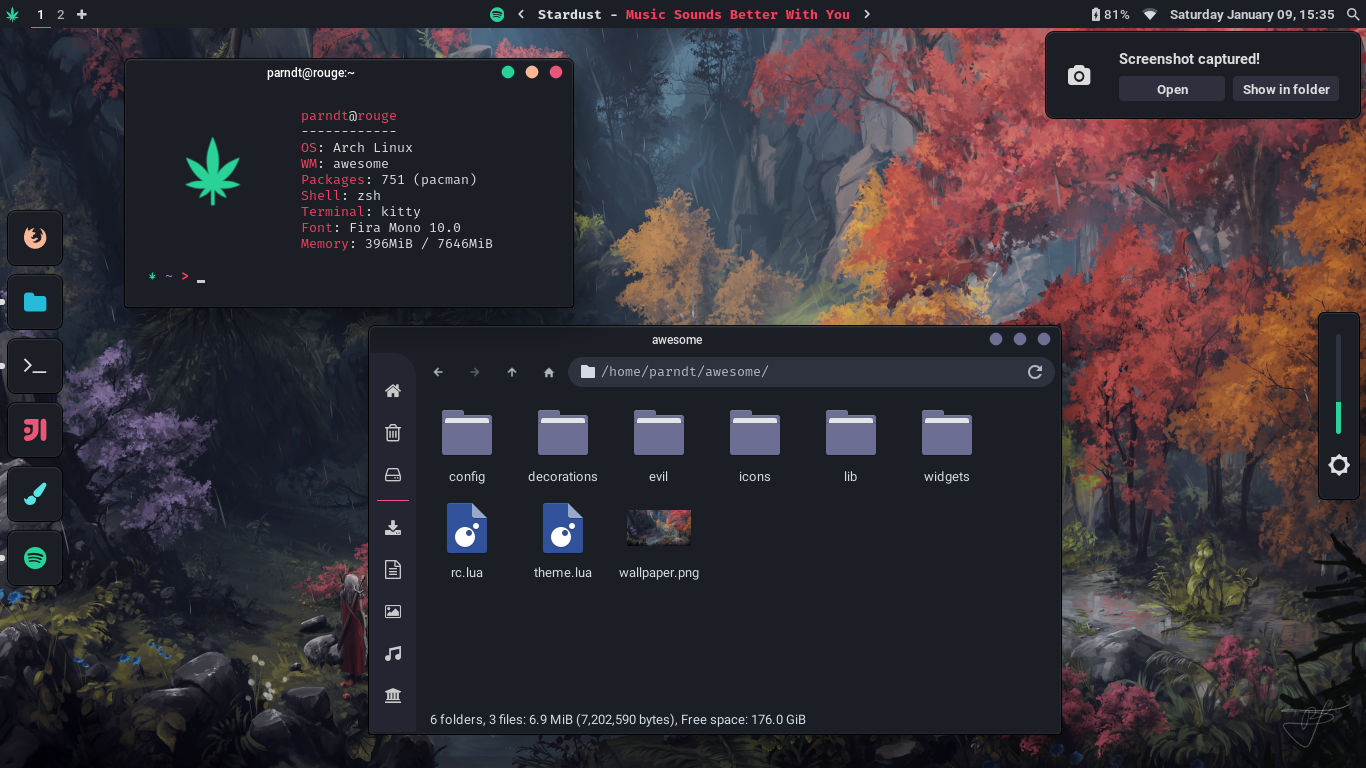 1 2 +
< Stardust - Music Sounds Better With You >
81% Saturday January 09, 15:35
Screenshot captured!
Open Show in folder
parndt@rouge:~
parndt@rouge
------------
OS: Arch Linux
WM: awesome
Packages: 751 (pacman)
Shell: zsh
Terminal: kitty
Font: Fira Mono 10.0
Memory: 396MiB / 7646MiB
~ > _
awesome
/home/parndt/awesome/
config decorations evil icons lib widgets
rc.lua theme.lua wallpaper.png
6 folders, 3 files: 6.9 MiB (7,202,590 bytes), Free space: 176.0 GiB